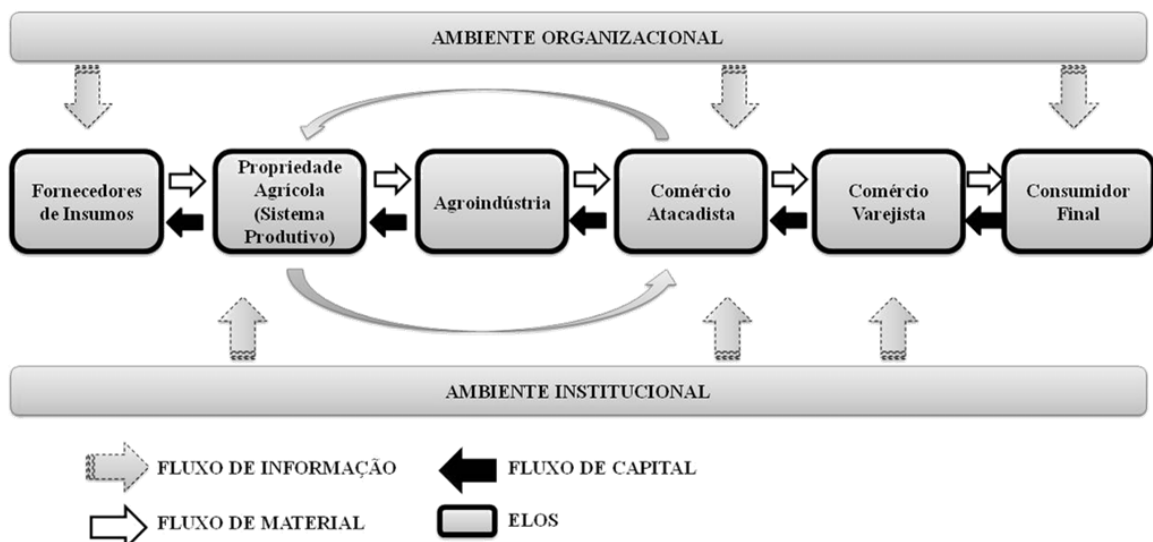 AMBIENTE ORGANIZACIONAL
Fornecedores
de Insumos
Propriedade
Agrícola
(Sistema
Produtivo)
Agroindústria
Comércio
Atacadista
Comércio
Varejista
Consumidor
Final
AMBIENTE INSTITUCIONAL
FLUXO DE INFORMAÇÃO
FLUXO DE CAPITAL
FLUXO DE MATERIAL
ELOS